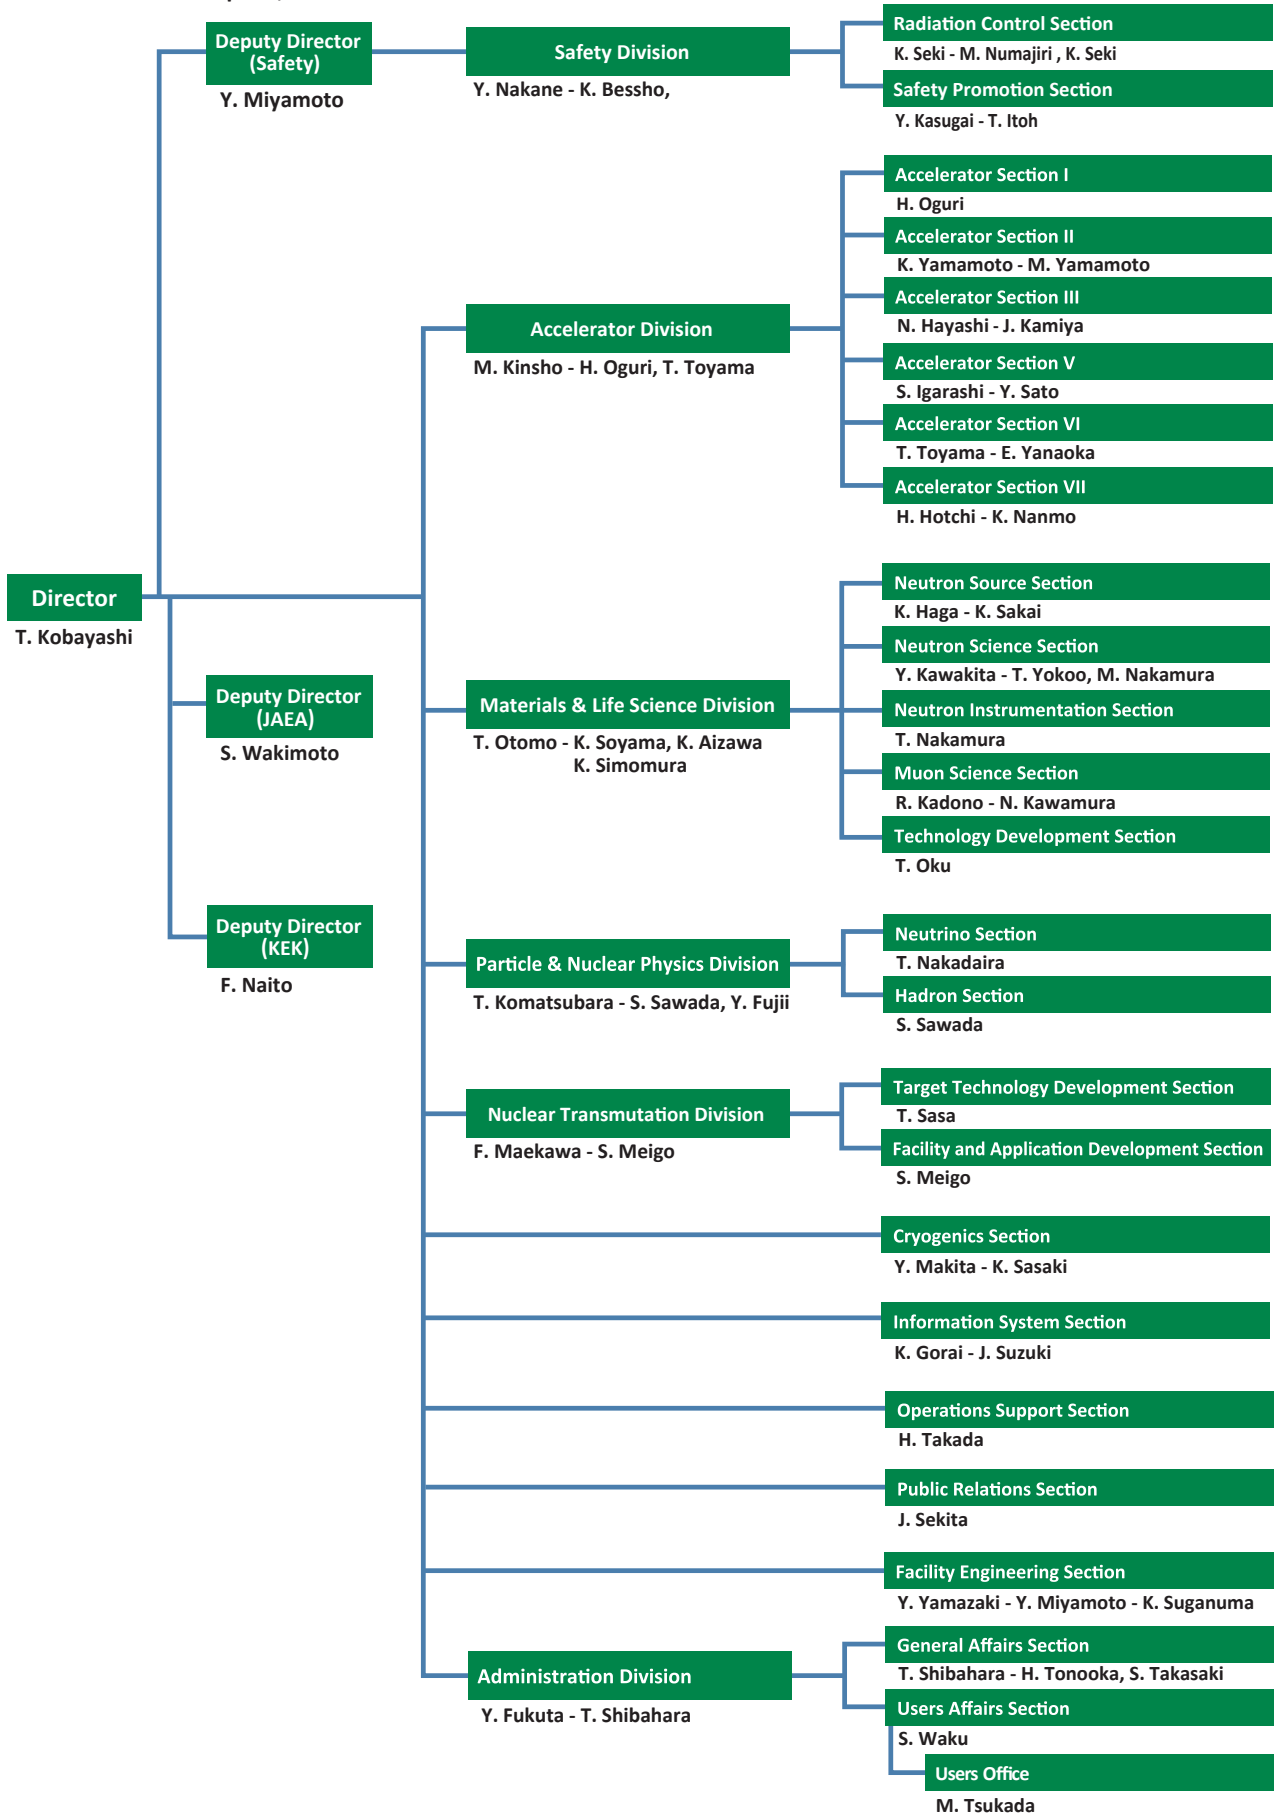 Deputy Director
(Safety)
Y. Miyamoto
Safety Division
Y. Nakane - K. Bessho,
Radiation Control Section
K. Seki - M. Numajiri , K. Seki
Safety Promotion Section
Y. Kasugai - T. Itoh
Accelerator Division
M. Kinsho - H. Oguri, T. Toyama
Accelerator Section I
H. Oguri
Accelerator Section II
K. Yamamoto - M. Yamamoto
Accelerator Section III
N. Hayashi - J. Kamiya
Accelerator Section V
S. Igarashi - Y. Sato
Accelerator Section VI
T. Toyama - E. Yanaoka
Accelerator Section VII
H. Hotchi - K. Nanmo
Director
T. Kobayashi
Deputy Director
(JAEA)
S. Wakimoto
Deputy Director
(KEK)
F. Naito
Materials & Life Science Division
T. Otomo - K. Soyama, K. Aizawa
K. Simomura
Neutron Source Section
K. Haga - K. Sakai
Neutron Science Section
Y. Kawakita - T. Yokoo, M. Nakamura
Neutron Instrumentation Section
T. Nakamura
Muon Science Section
R. Kadono - N. Kawamura
Technology Development Section
T. Oku
Particle & Nuclear Physics Division
T. Komatsubara - S. Sawada, Y. Fujii
Neutrino Section
T. Nakadaira
Hadron Section
S. Sawada
Nuclear Transmutation Division
F. Maekawa - S. Meigo
Target Technology Development Section
T. Sasa
Facility and Application Development Section
S. Meigo
Cryogenics Section
Y. Makita - K. Sasaki
Information System Section
K. Gorai - J. Suzuki
Operations Support Section
H. Takada
Public Relations Section
J. Sekita
Facility Engineering Section
Y. Yamazaki - Y. Miyamoto - K. Suganuma
Administration Division
Y. Fukuta - T. Shibahara
General Affairs Section
T. Shibahara - H. Tonooka, S. Takasaki
Users Affairs Section
S. Waku
Users Office
M. Tsukada